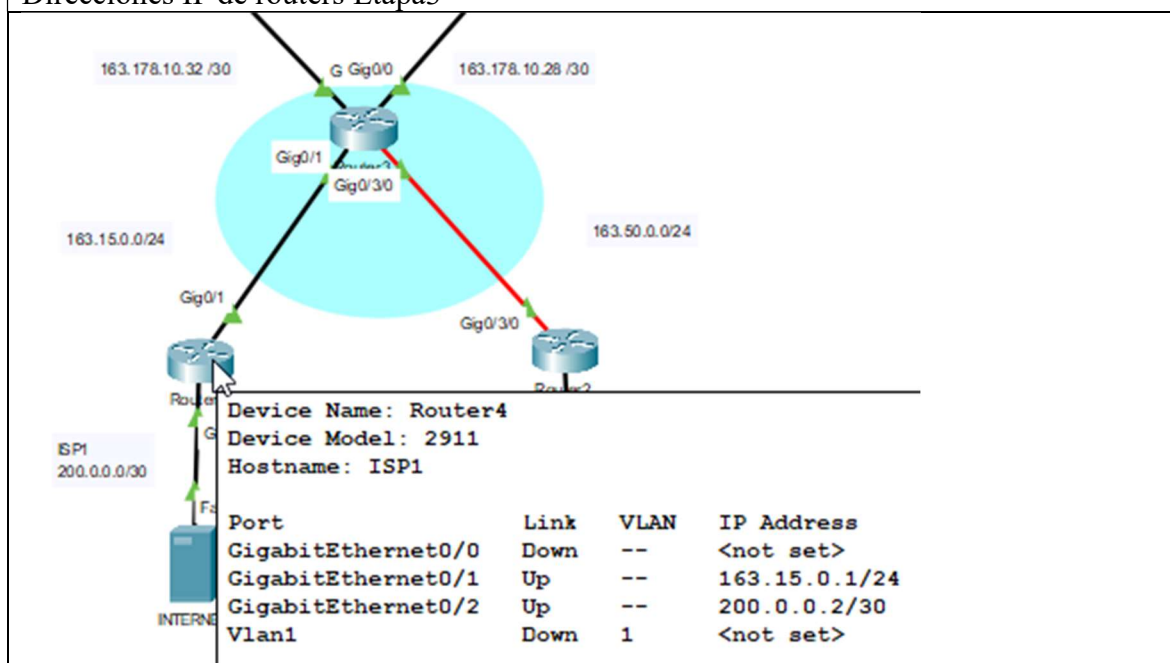 Direcciones IP de routers Etapa3
163.178.10.32 /30
G Gig0/0
163.178.10.28 /30
Gig0/1
Gig0/3/0
163.15.0.0/24
163.50.0.0/24
Gig0/1
Gig0/3/0
Router2
Device Name: Router4
Device Model: 2911
Hostname: ISP1
ISP1
200.0.0.0/30
Port Link VLAN IP Address
GigabitEthernet0/0 Down -- <not set>
GigabitEthernet0/1 Up -- 163.15.0.1/24
GigabitEthernet0/2 Up -- 200.0.0.2/30
Vlan1 Down 1 <not set>